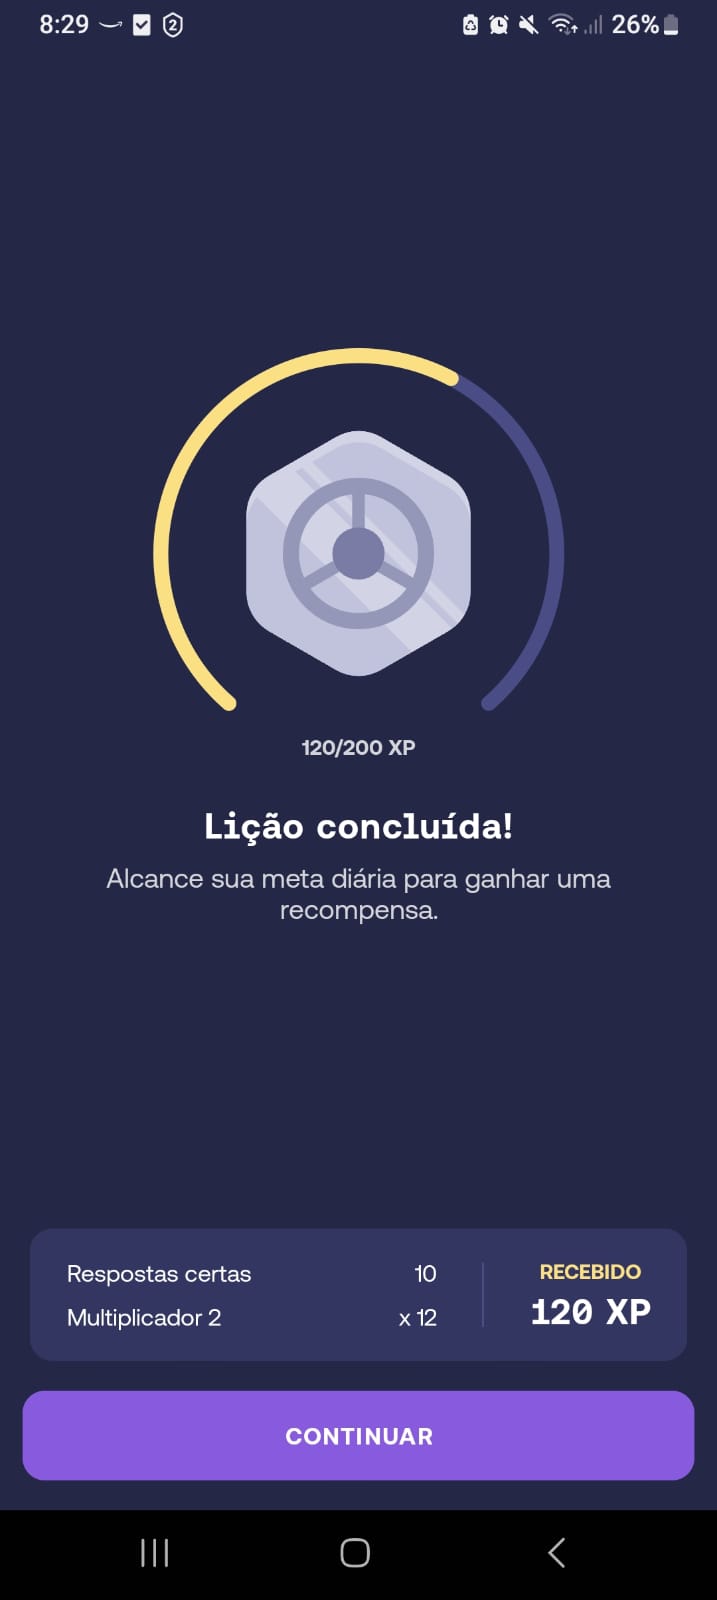 8:29
2
26%
120/200 XP
Lição concluída!
Alcance sua meta diária para ganhar uma
recompensa.
Respostas certas 10
Multiplicador 2 x 12
RECEBIDO
120 XP
CONTINUAR